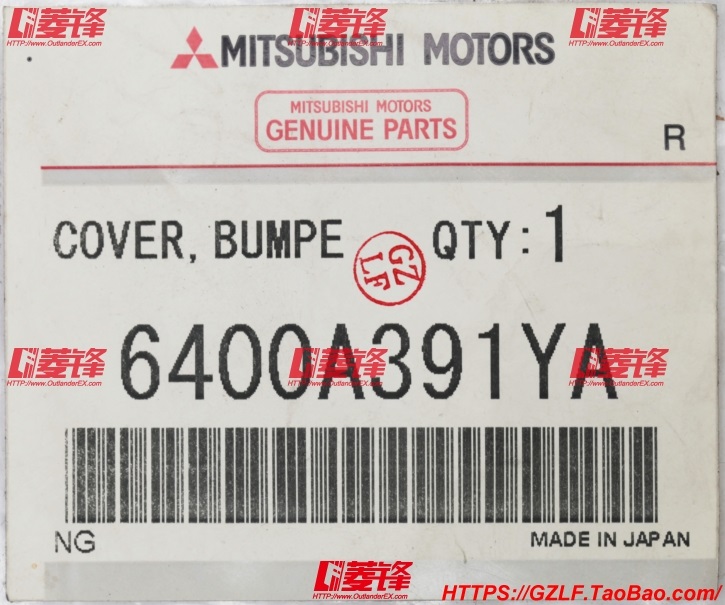 菱锋 菱锋 菱锋
HTTP://www.OutlanderEX.com HTTP://www.OutlanderEX.com HTTP://www.OutlanderEX.com
MITSUBISHI MOTORS
MITSUBISHI MOTORS
GENUINE PARTS
R
COVER, BUMPE QTY: 1
GZ
LF
6400A391YA
菱锋 菱锋 菱锋
HTTP://www.OutlanderEX.com HTTP://www.OutlanderEX.com HTTP://www.OutlanderEX.com
NG MADE IN JAPAN
菱锋
HTTP://www.OutlanderEX.com
HTTPS://GZLF.TaoBao.com/